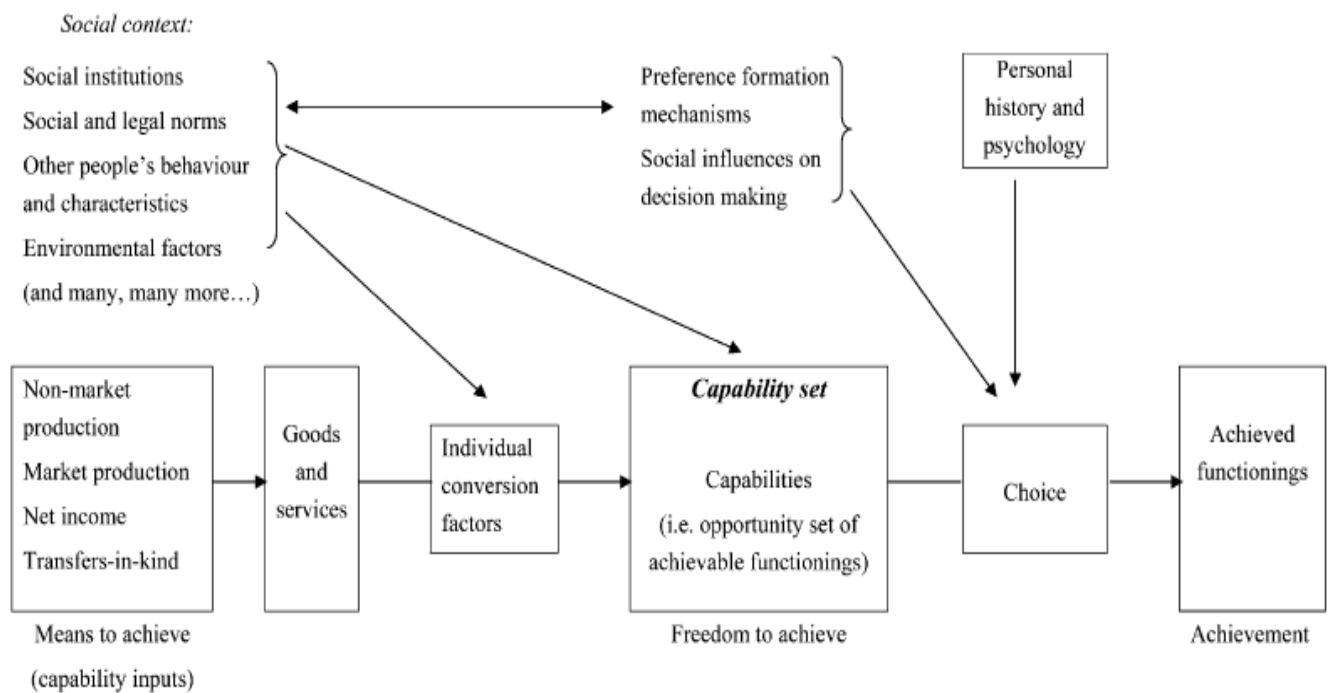 Social context:
Social institutions
Social and legal norms
Other people's behaviour
and characteristics
Environmental factors
(and many, many more…)
Preference formation
mechanisms
Social influences on
decision making
Personal
history and
psychology
Non-market
production
Market production
Net income
Transfers-in-kind
Goods
and
services
Individual
conversion
factors
Capability set
Capabilities
(i.e. opportunity set of
achievable functionings)
Choice
Achieved
functionings
Means to achieve
(capability inputs)
Freedom to achieve
Achievement